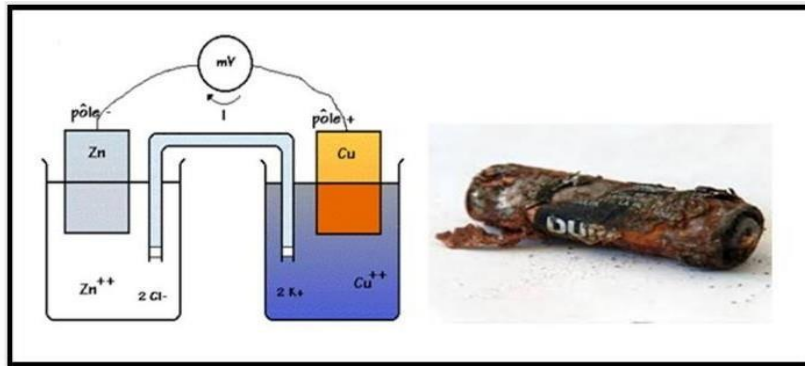 mV
I
pôle -
pôle +
Zn
Cu
Zn++
2 Cl-
2 K+
Cu++
DUR